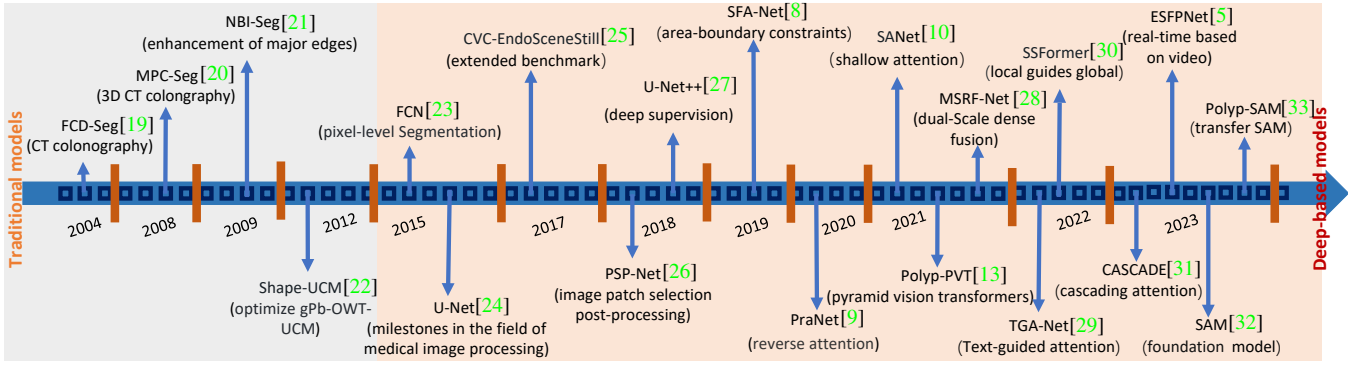 Traditional models
FCD-Seg[19]
(CT colonography)
MPC-Seg [20]
(3D CT colongraphy)
NBI-Seg[21]
(enhancement of major edges)
FCN[23]
(pixel-level Segmentation)
CVC-EndoSceneStill[25]
(extended benchmark)
U-Net++[27]
(deep supervision)
SFA-Net[8]
(area-boundary constraints)
SANet[10]
(shallow attention)
MSRF-Net [28]
(dual-Scale dense
fusion)
SSFormer[30]
(local guides global)
ESFPNet[5]
(real-time based
on video)
Polyp-SAM[33]
(transfer SAM)
2004
2008
2009
2012
2015
2017
2018
2019
2020
2021
2022
2023
Shape-UCM[22]
(optimize gPb-OWT-
UCM)
U-Net[24]
(milestones in the field of
medical image processing)
PSP-Net[26]
(image patch selection
post-processing)
PraNet[9]
(reverse attention)
Polyp-PVT[13]
(pyramid vision transformers)
TGA-Net[29]
(Text-guided attention)
CASCADE[31]
(cascading attention)
SAM[32]
(foundation model)
Deep-based models